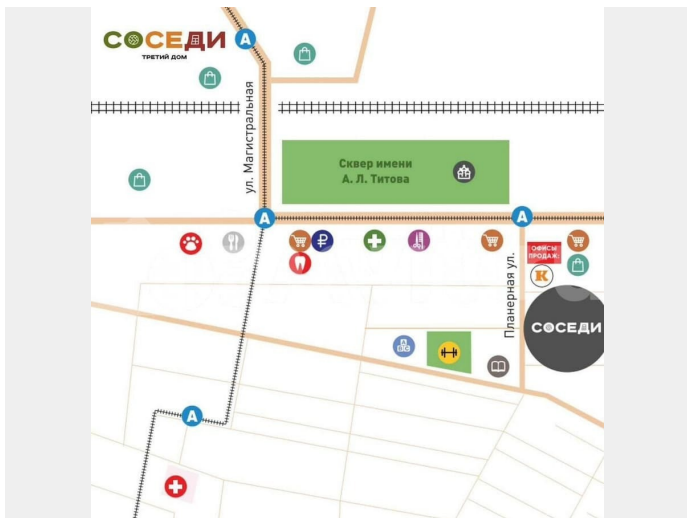 СОСЕДИ
ТРЕТИЙ ДОМ
А
ул. Магистральная
Сквер имени
А. Л. Титова
А
А
Планерная ул.
ОФИСЫ
ПРОДАЖ:
К
СОСЕДИ
А